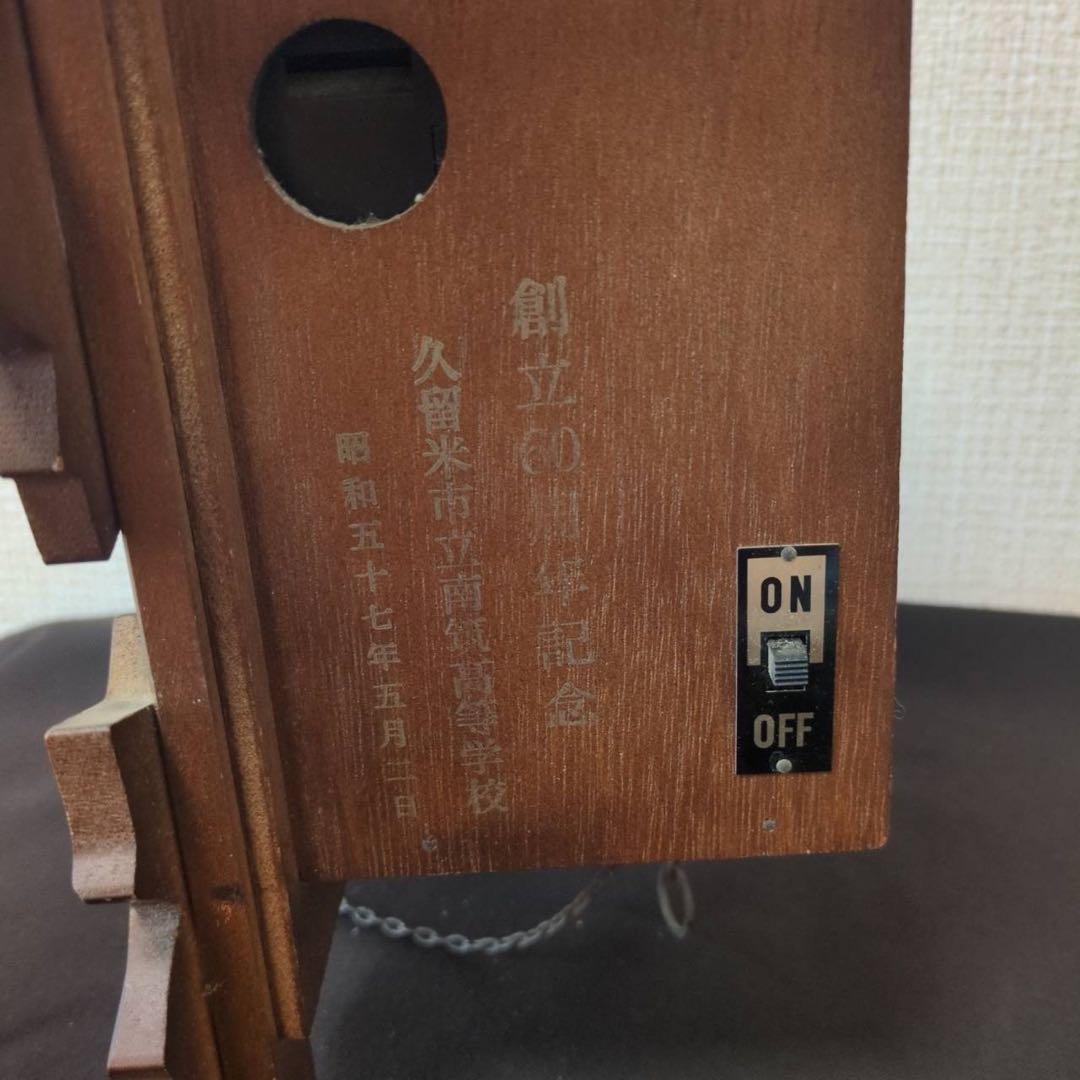 創立60周年記念
久留米市立南筑高等学校
昭和五十七年五月二日
ON
OFF